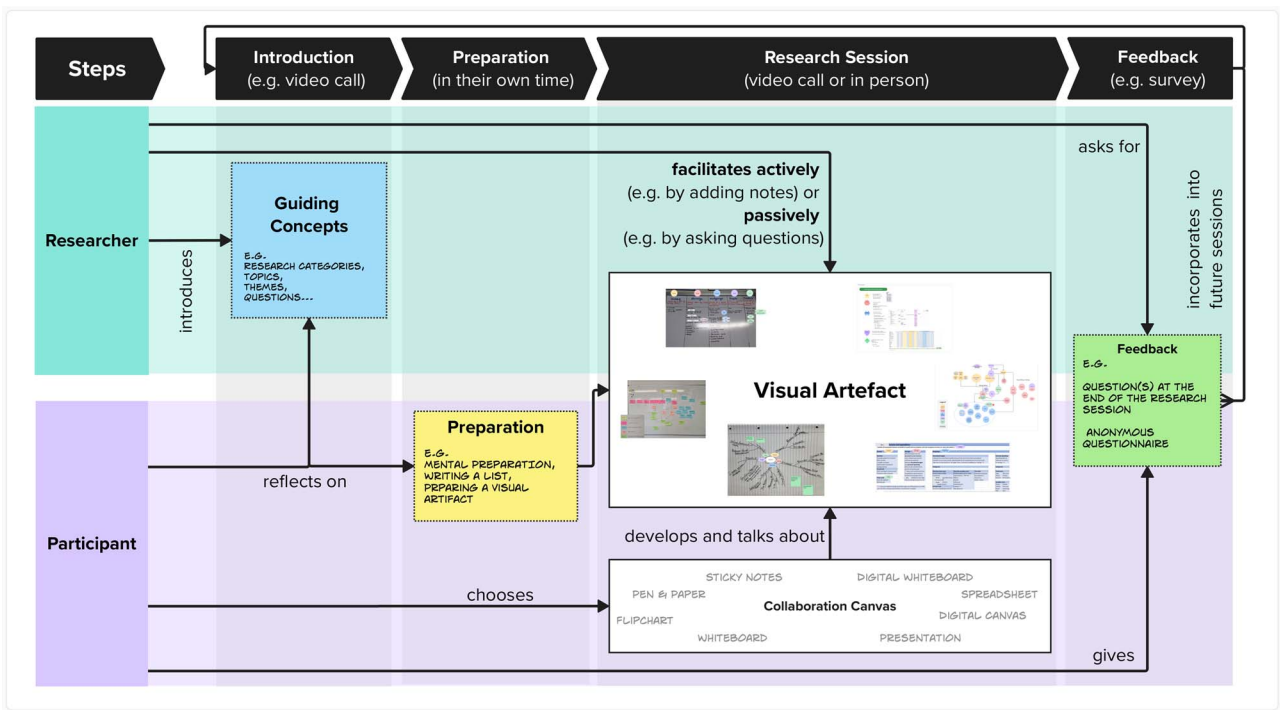 Steps
Introduction
(e.g. video call)
Preparation
(in their own time)
Research Session
(video call or in person)
Feedback
(e.g. survey)
Researcher
introduces
Guiding
Concepts
E.G.
RESEARCH CATEGORIES,
TOPICS,
THEMES,
QUESTIONS...
facilitates actively
(e.g. by adding notes) or
passively
(e.g. by asking questions)
asks for
incorporates into
future sessions
Visual Artefact
Feedback
E.G.
QUESTION(S) AT THE
END OF THE RESEARCH
SESSION
ANONYMOUS
QUESTIONNAIRE
Participant
reflects on
Preparation
E.G.
MENTAL PREPARATION,
WRITING A LIST,
PRPARING A VISUAL
ARTIFACT
develops and talks about
chooses
STICKY NOTES
DIGITAL WHITEBOARD
PEN & PAPER
SPREADSHEET
Collaboration Canvas
FLIPCHART
DIGITAL CANVAS
WHITEBOARD
PRESENTATION
gives